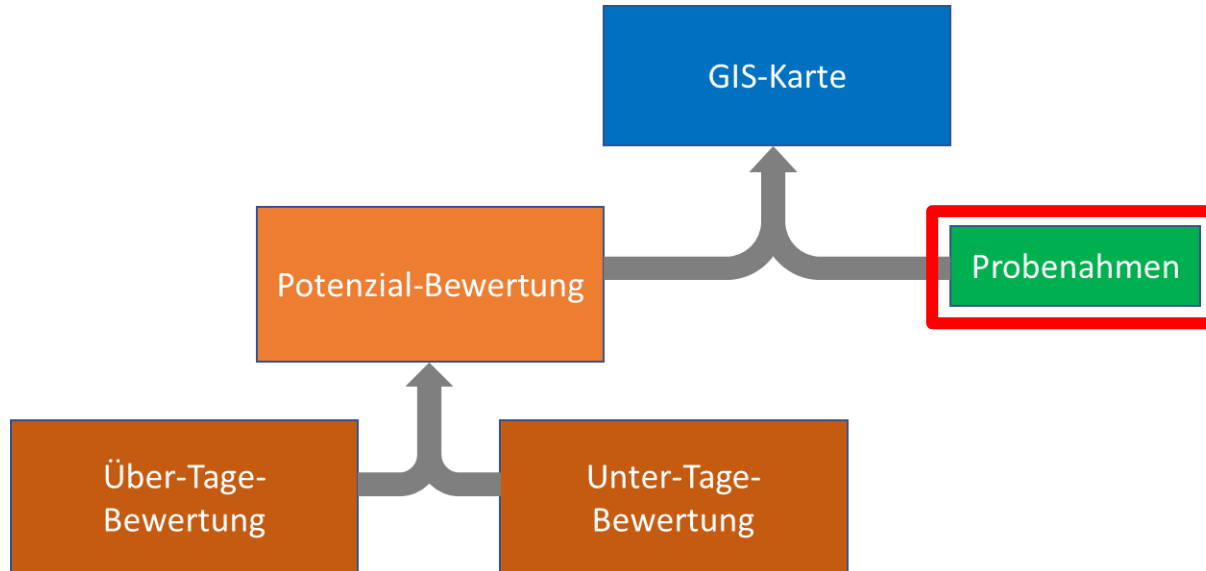 GIS-Karte
Potenzial-Bewertung
Probenahmen
Über-Tage-
Bewertung
Unter-Tage-
Bewertung